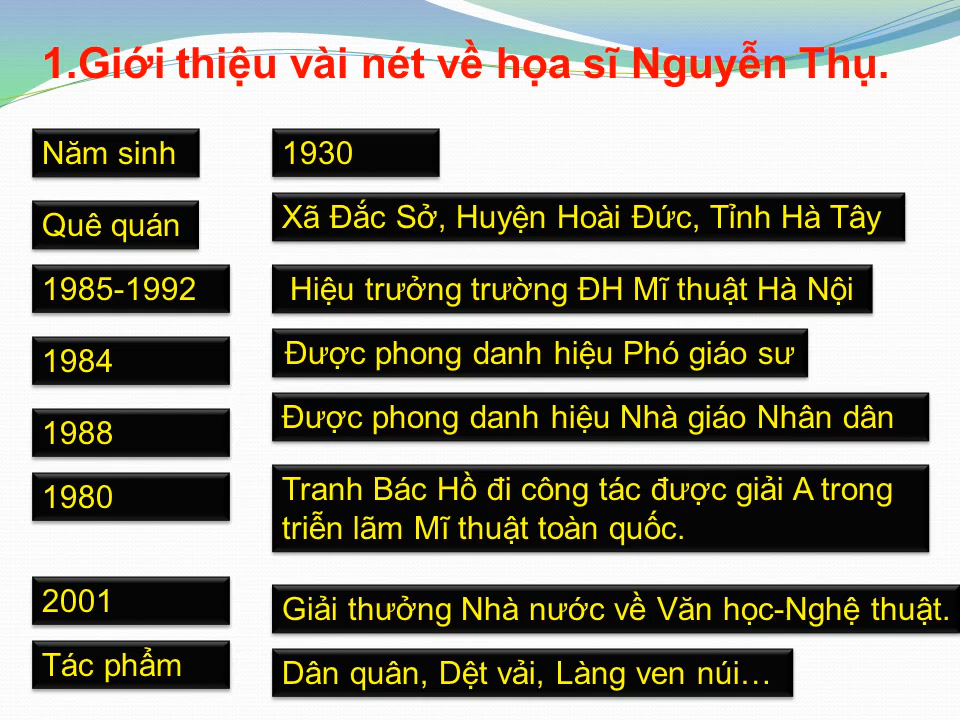 1.Giới thiệu vài nét về họa sĩ Nguyễn Thụ.
Năm sinh
1930
Quê quán
Xã Đắc Sở, Huyện Hoài Đức, Tỉnh Hà Tây
1985-1992
Hiệu trưởng trường ĐH Mĩ thuật Hà Nội
1984
Được phong danh hiệu Phó giáo sư
1988
Được phong danh hiệu Nhà giáo Nhân dân
1980
Tranh Bác Hồ đi công tác được giải A trong
triễn lãm Mĩ thuật toàn quốc.
2001
Giải thưởng Nhà nước về Văn học-Nghệ thuật.
Tác phẩm
Dân quân, Dệt vải, Làng ven núi…